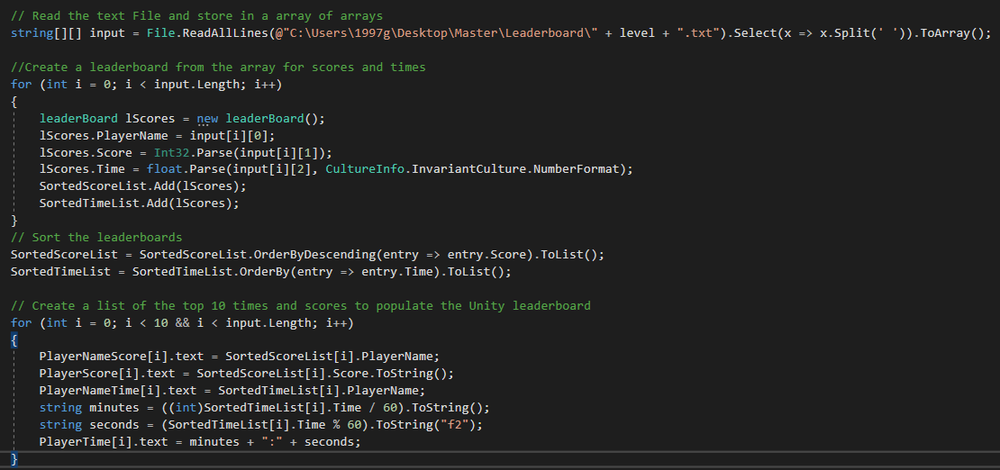 // Read the text File and store in a array of arrays
string[][] input = File.ReadAllLines(@"C:\Users\1997g\Desktop\Master\Leaderboard\" + level + ".txt").Select(x => x.Split(' ')).ToArray();
//Create a leaderboard from the array for scores and times
for (int i = 0; i < input.Length; i++)
{
leaderBoard lScores = new leaderBoard();
lScores.PlayerName = input[i][0];
lScores.Score = Int32.Parse(input[i][1]);
lScores.Time = float.Parse(input[i][2], CultureInfo.InvariantCulture.NumberFormat);
SortedScoreList.Add(lScores);
SortedTimeList.Add(lScores);
}
// Sort the leaderboards
SortedScoreList = SortedScoreList.OrderByDescending(entry => entry.Score).ToList();
SortedTimeList = SortedTimeList.OrderBy(entry => entry.Time).ToList();
// Create a list of the top 10 times and scores to populate the Unity leaderboard
for (int i = 0; i < 10 && i < input.Length; i++)
{
PlayerNameScore[i].text = SortedScoreList[i].PlayerName;
PlayerScore[i].text = SortedScoreList[i].Score.ToString();
PlayerNameTime[i].text = SortedTimeList[i].PlayerName;
string minutes = ((int)SortedTimeList[i].Time / 60).ToString();
string seconds = (SortedTimeList[i].Time % 60).ToString("f2");
PlayerTime[i].text = minutes + ":" + seconds;
}